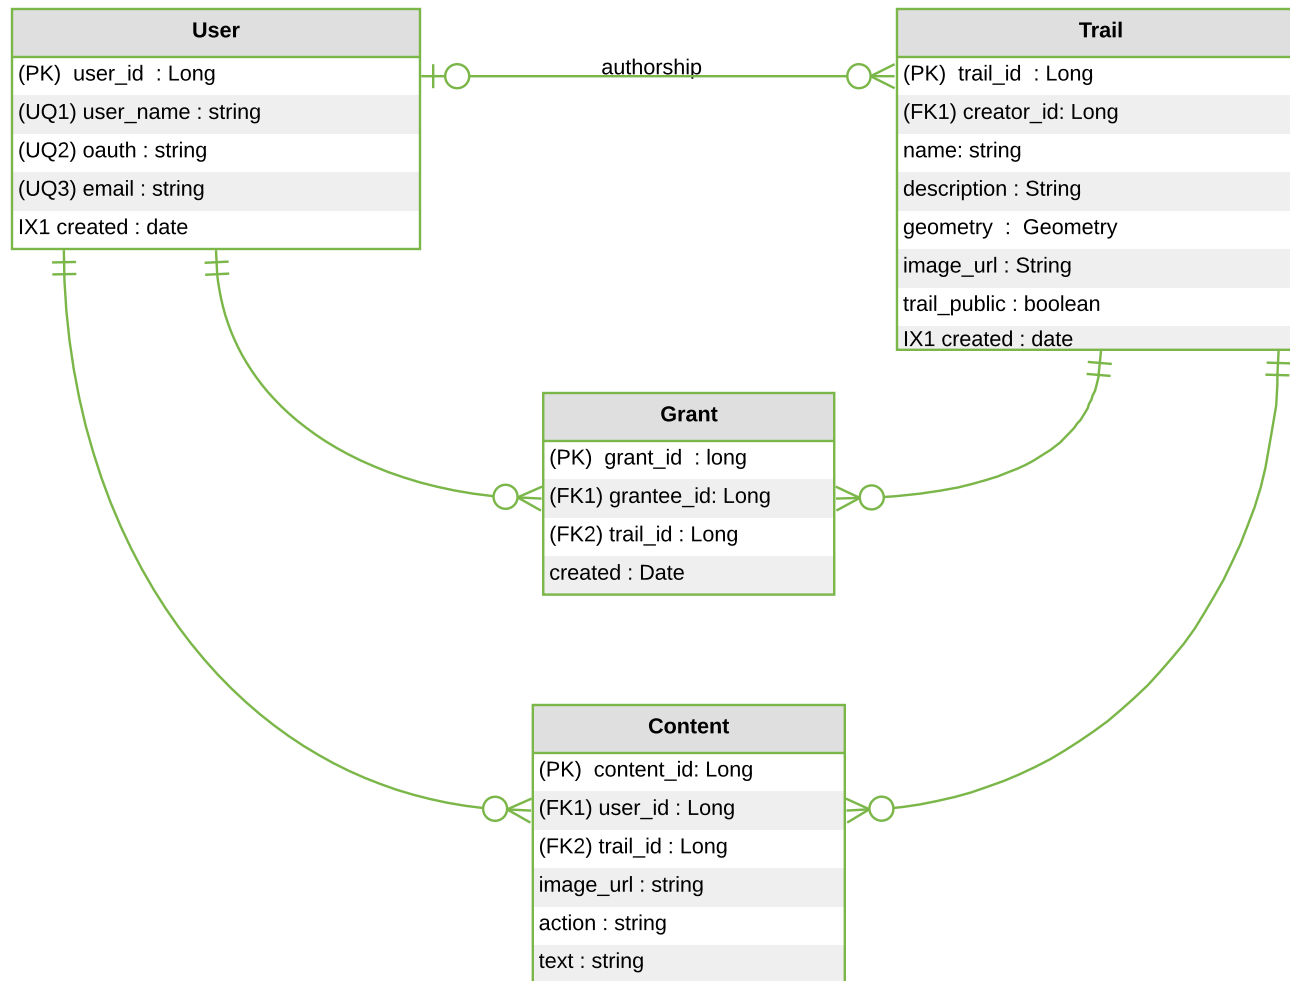 User
(PK)  user_id  : Long
(UQ1) user_name : string
(UQ2) oauth : string
(UQ3) email : string
IX1 created : date
authorship
Trail
(PK)  trail_id  : Long
(FK1) creator_id: Long
name: string
description : String
geometry  :  Geometry
image_url : String
trail_public : boolean
IX1 created : date
Grant
(PK)  grant_id  : long
(FK1) grantee_id: Long
(FK2) trail_id : Long
created : Date
Content
(PK)  content_id: Long
(FK1) user_id : Long
(FK2) trail_id : Long
image_url : string
action : string
text : string